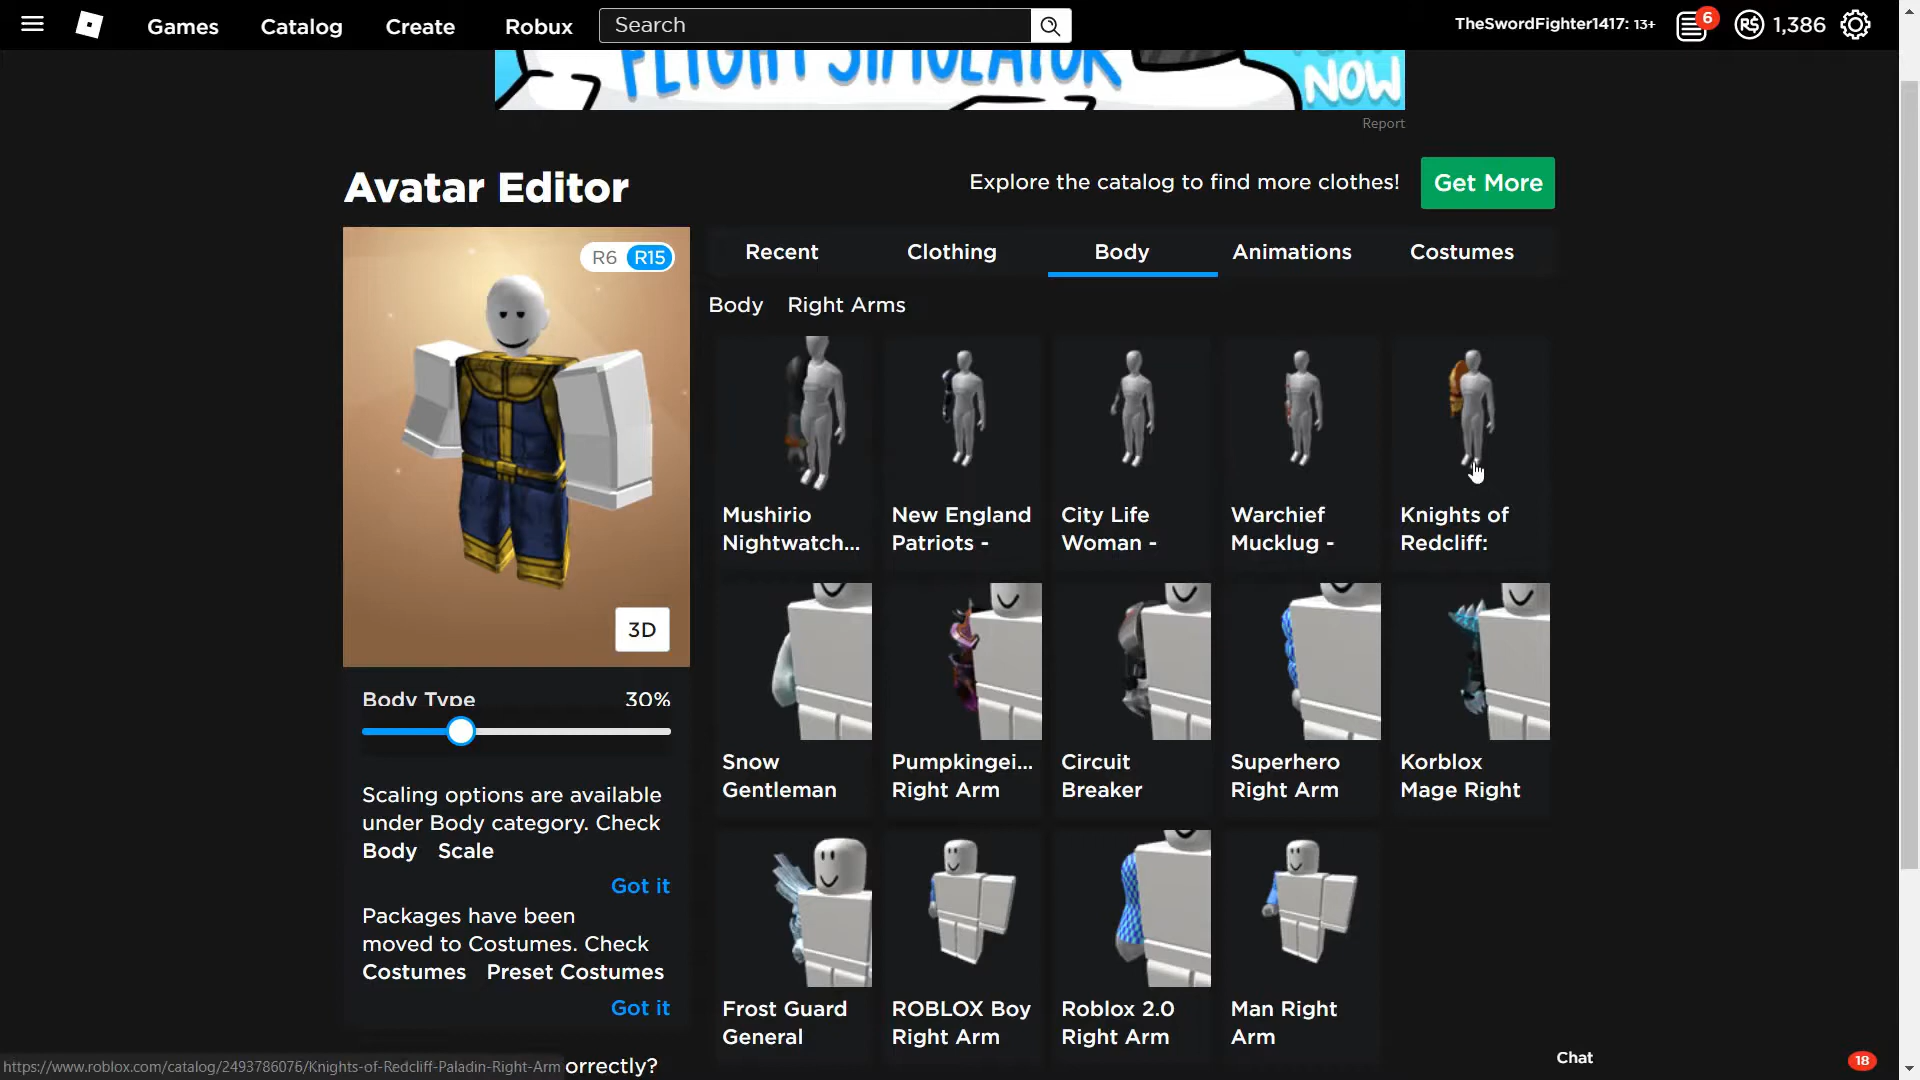 Games
Catalog
Create
Robux
Search
TheSwordFighter1417: 13+
6
R$
1,386
FLIGHT SIMULATOR
NOW
Report
Avatar Editor
Explore the catalog to find more clothes!
Get More
R6 R15
3D
Recent
Clothing
Body
Animations
Costumes
Body Right Arms
Mushirio
Nightwatch...
New England
Patriots -
City Life
Woman -
Warchief
Mucklug -
Knights of
Redcliff:
Snow
Gentleman
Pumpkingei...
Right Arm
Circuit
Breaker
Superhero
Right Arm
Korblox
Mage Right
Frost Guard
General
ROBLOX Boy
Right Arm
Roblox 2.0
Right Arm
Man Right
Arm
Body Type 30%
Scaling options are available
under Body category. Check
Body Scale
Got it
Packages have been
moved to Costumes. Check
Costumes Preset Costumes
Got it
https://www.roblox.com/catalog/2493786076/Knights-of-Redcliff-Paladin-Right-Arm
orrectly?
Chat
18